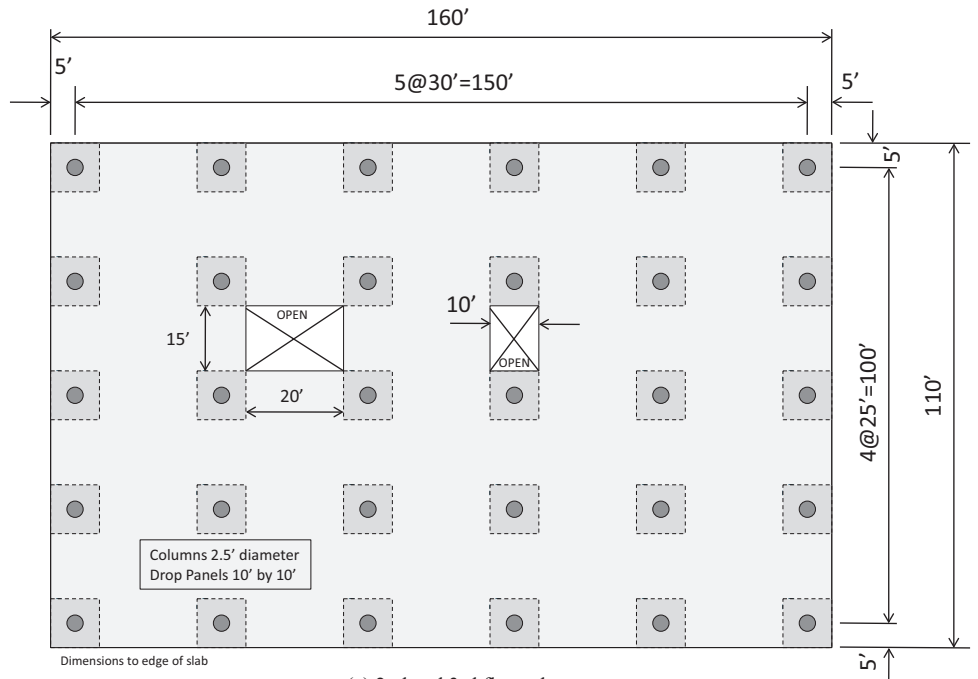 160’
5’
5@30’=150’
5’
5’
OPEN
10’
15’
OPEN
20’
4@25’=100’
110’
Columns 2.5’ diameter
Drop Panels 10’ by 10’
Dimensions to edge of slab
5’